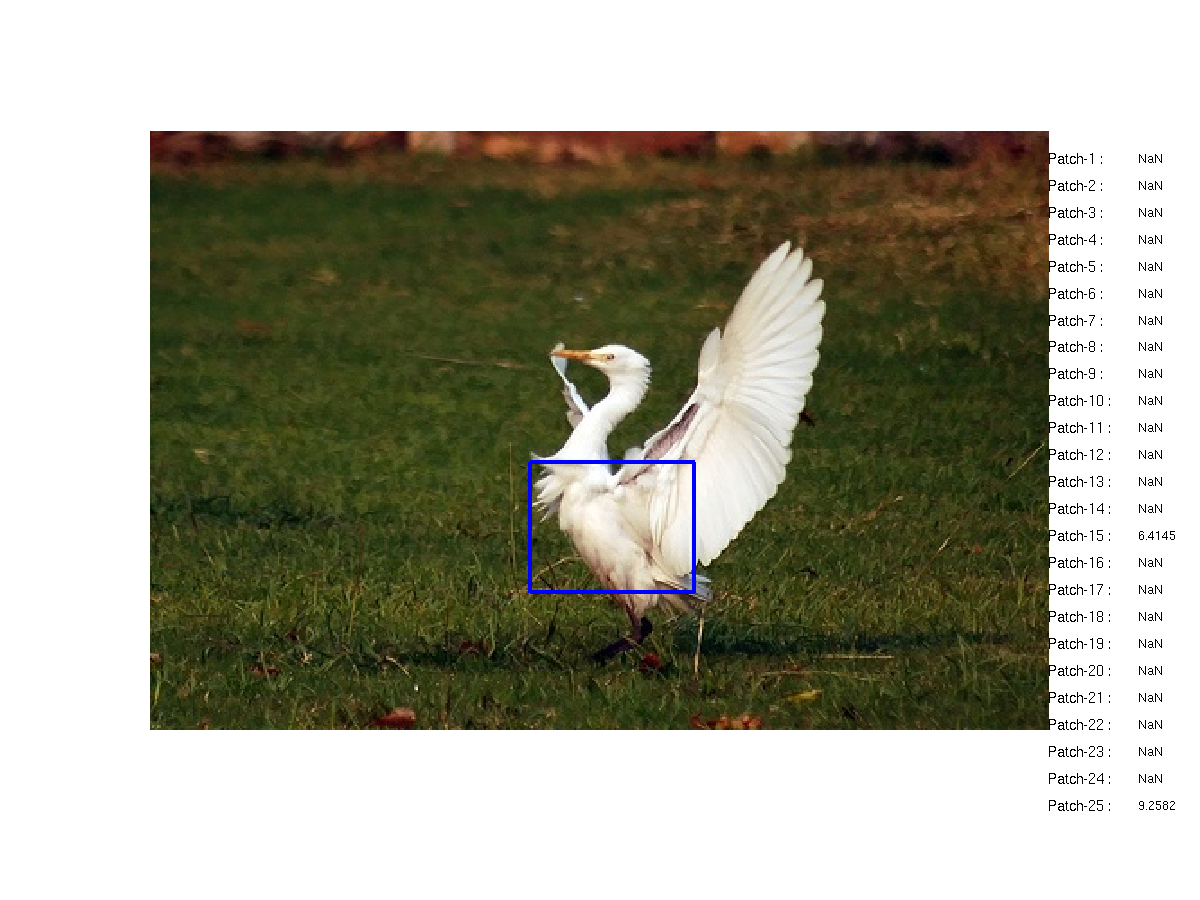 Patch-1 : NaN
Patch-2 : NaN
Patch-3 : NaN
Patch-4 : NaN
Patch-5 : NaN
Patch-6 : NaN
Patch-7 : NaN
Patch-8 : NaN
Patch-9 : NaN
Patch-10 : NaN
Patch-11 : NaN
Patch-12 : NaN
Patch-13 : NaN
Patch-14 : NaN
Patch-15 : 6.4145
Patch-16 : NaN
Patch-17 : NaN
Patch-18 : NaN
Patch-19 : NaN
Patch-20 : NaN
Patch-21 : NaN
Patch-22 : NaN
Patch-23 : NaN
Patch-24 : NaN
Patch-25 : 9.2582